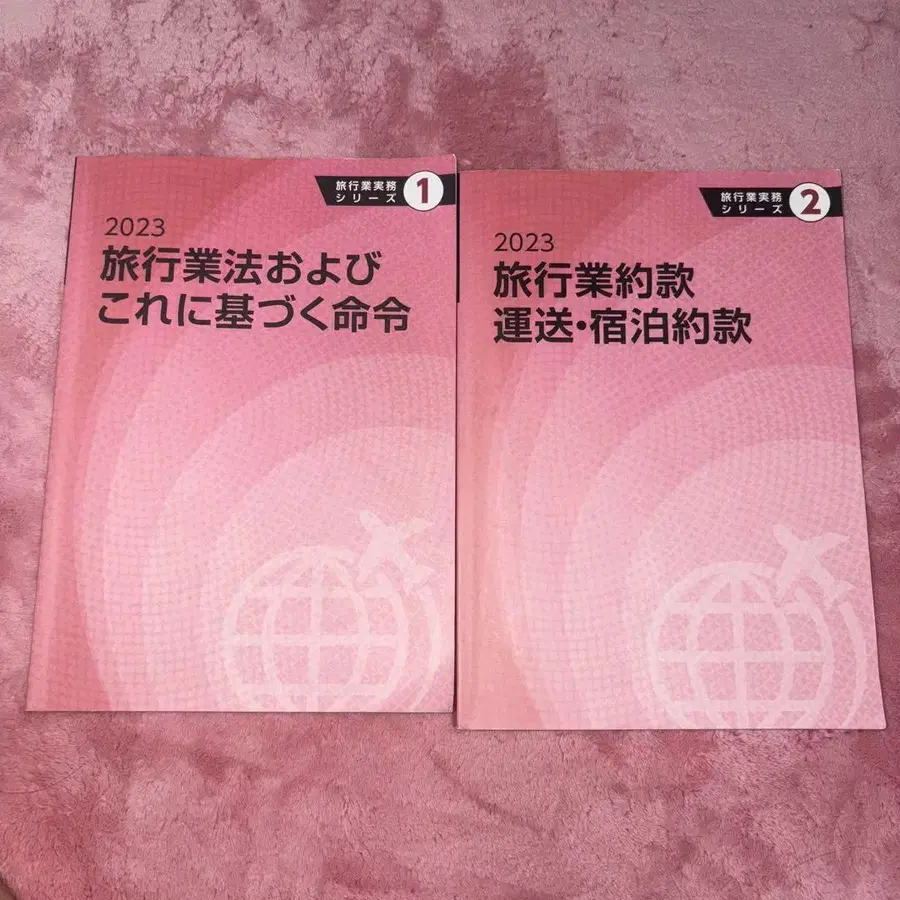 旅行業実務
シリーズ 1
2023
旅行業法および
これに基づく命令
旅行業実務
シリーズ 2
2023
旅行業約款
運送・宿泊約款